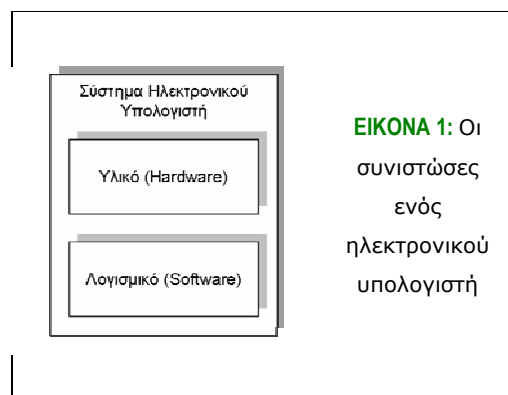 Σύστημα Ηλεκτρονικού
Υπολογιστή
Υλικό (Hardware)
Λογισμικό (Software)
ΕΙΚΟΝΑ 1: Οι
συνιστώσες
ενός
ηλεκτρονικού
υπολογιστή